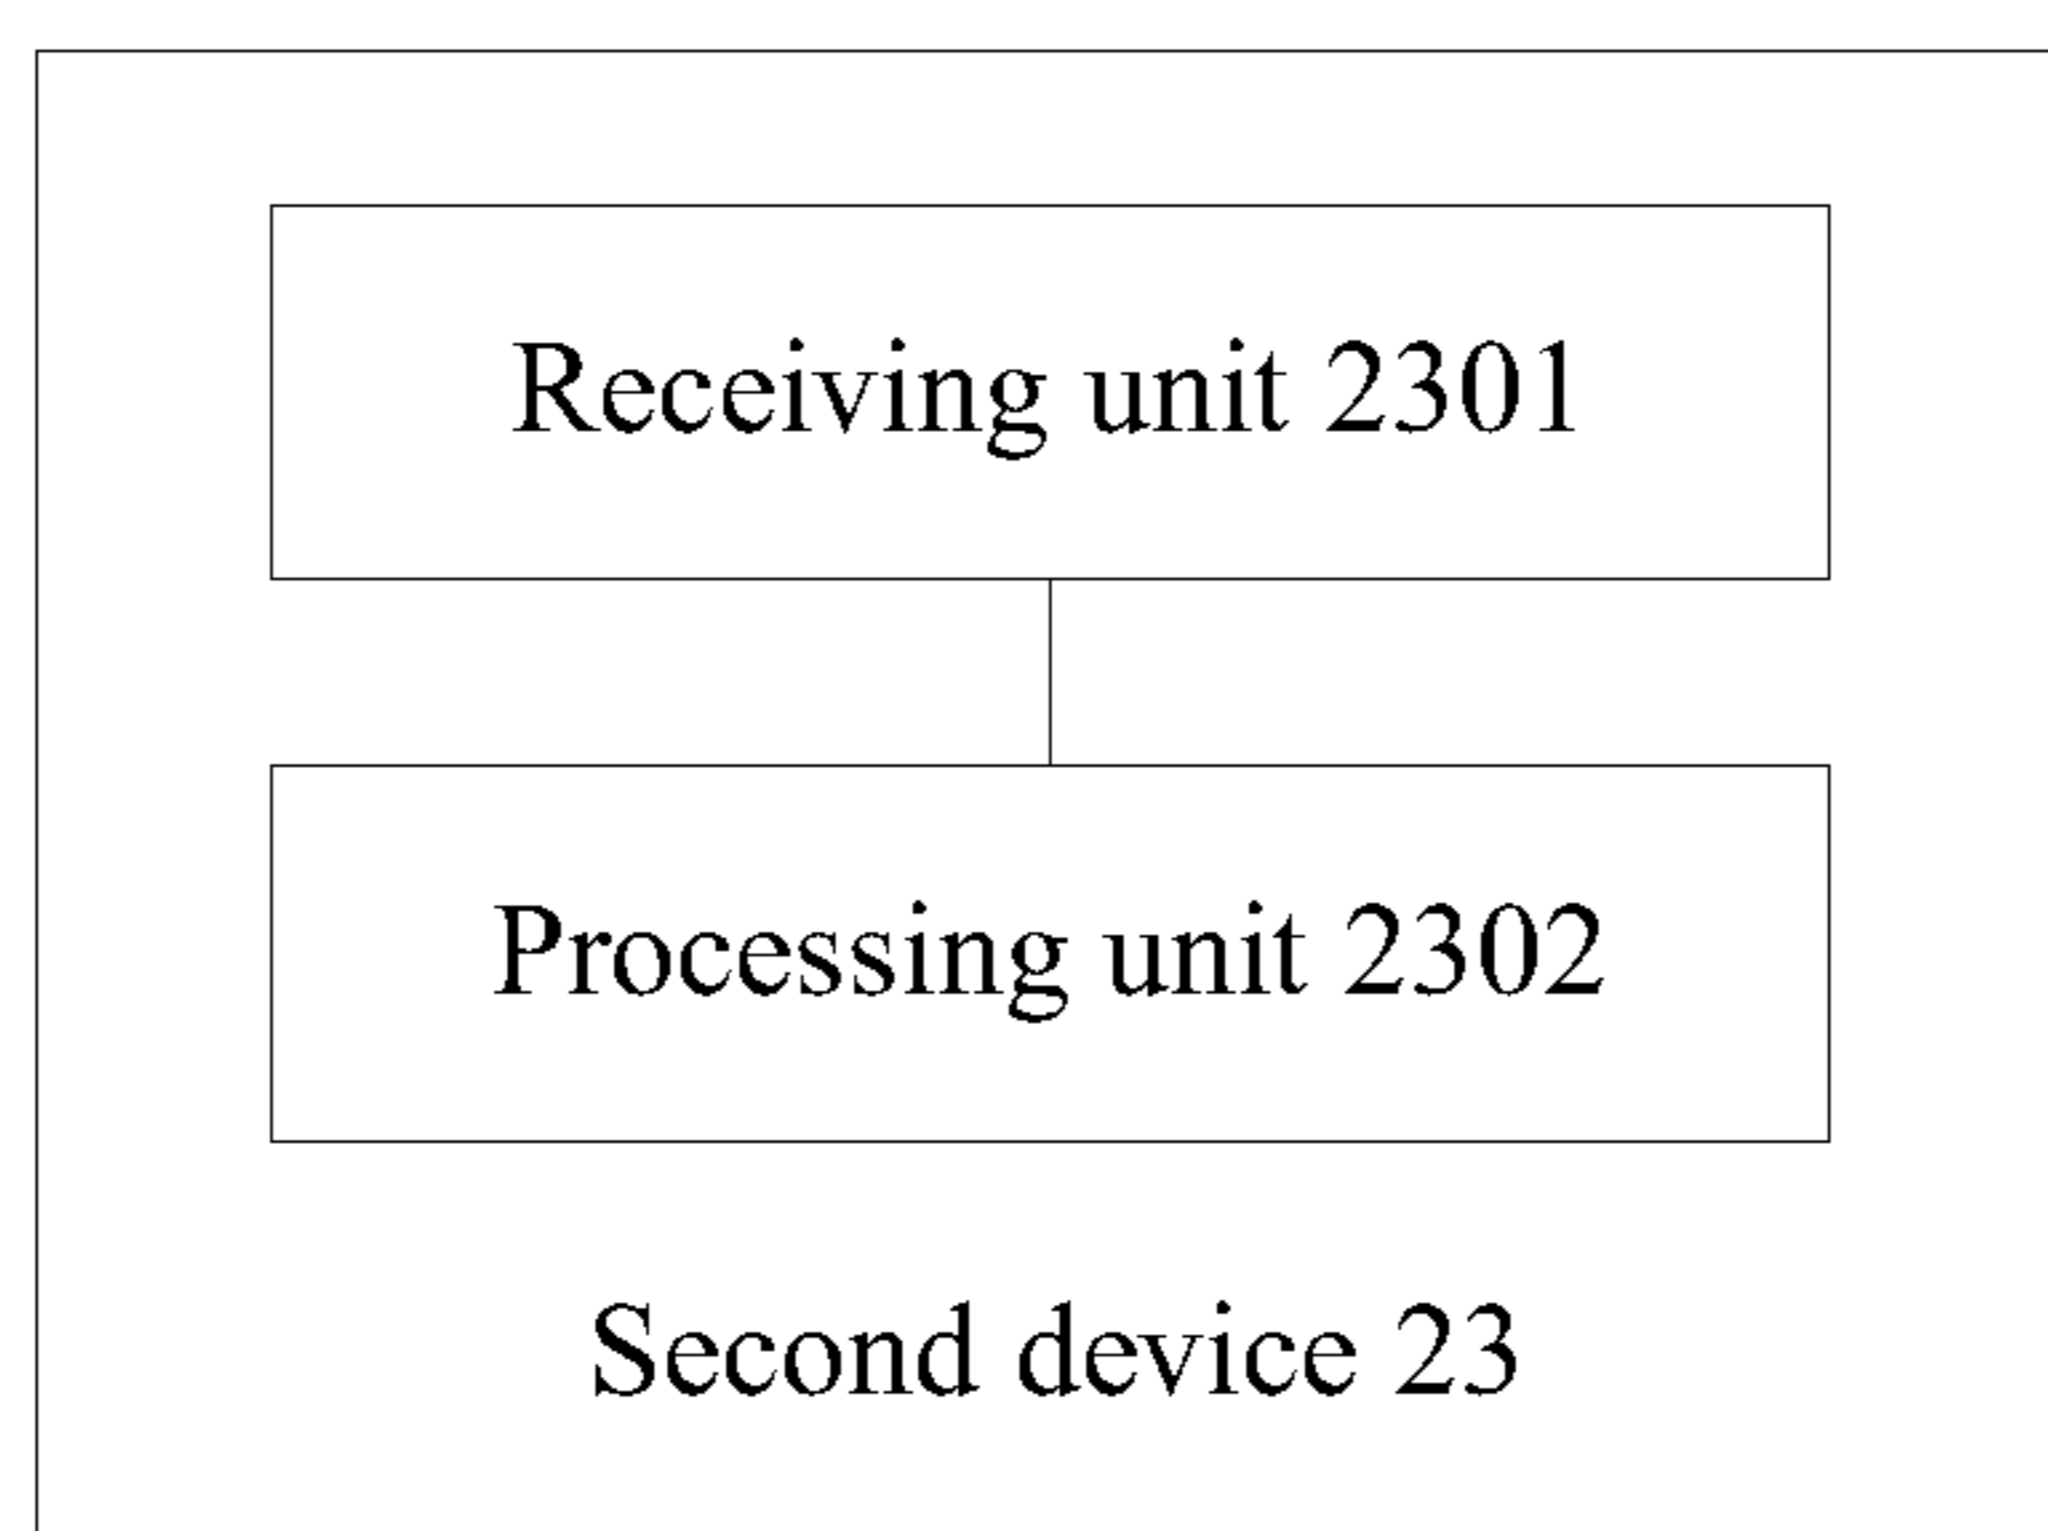 Receiving unit 2301
Processing unit 2302
Second device 23